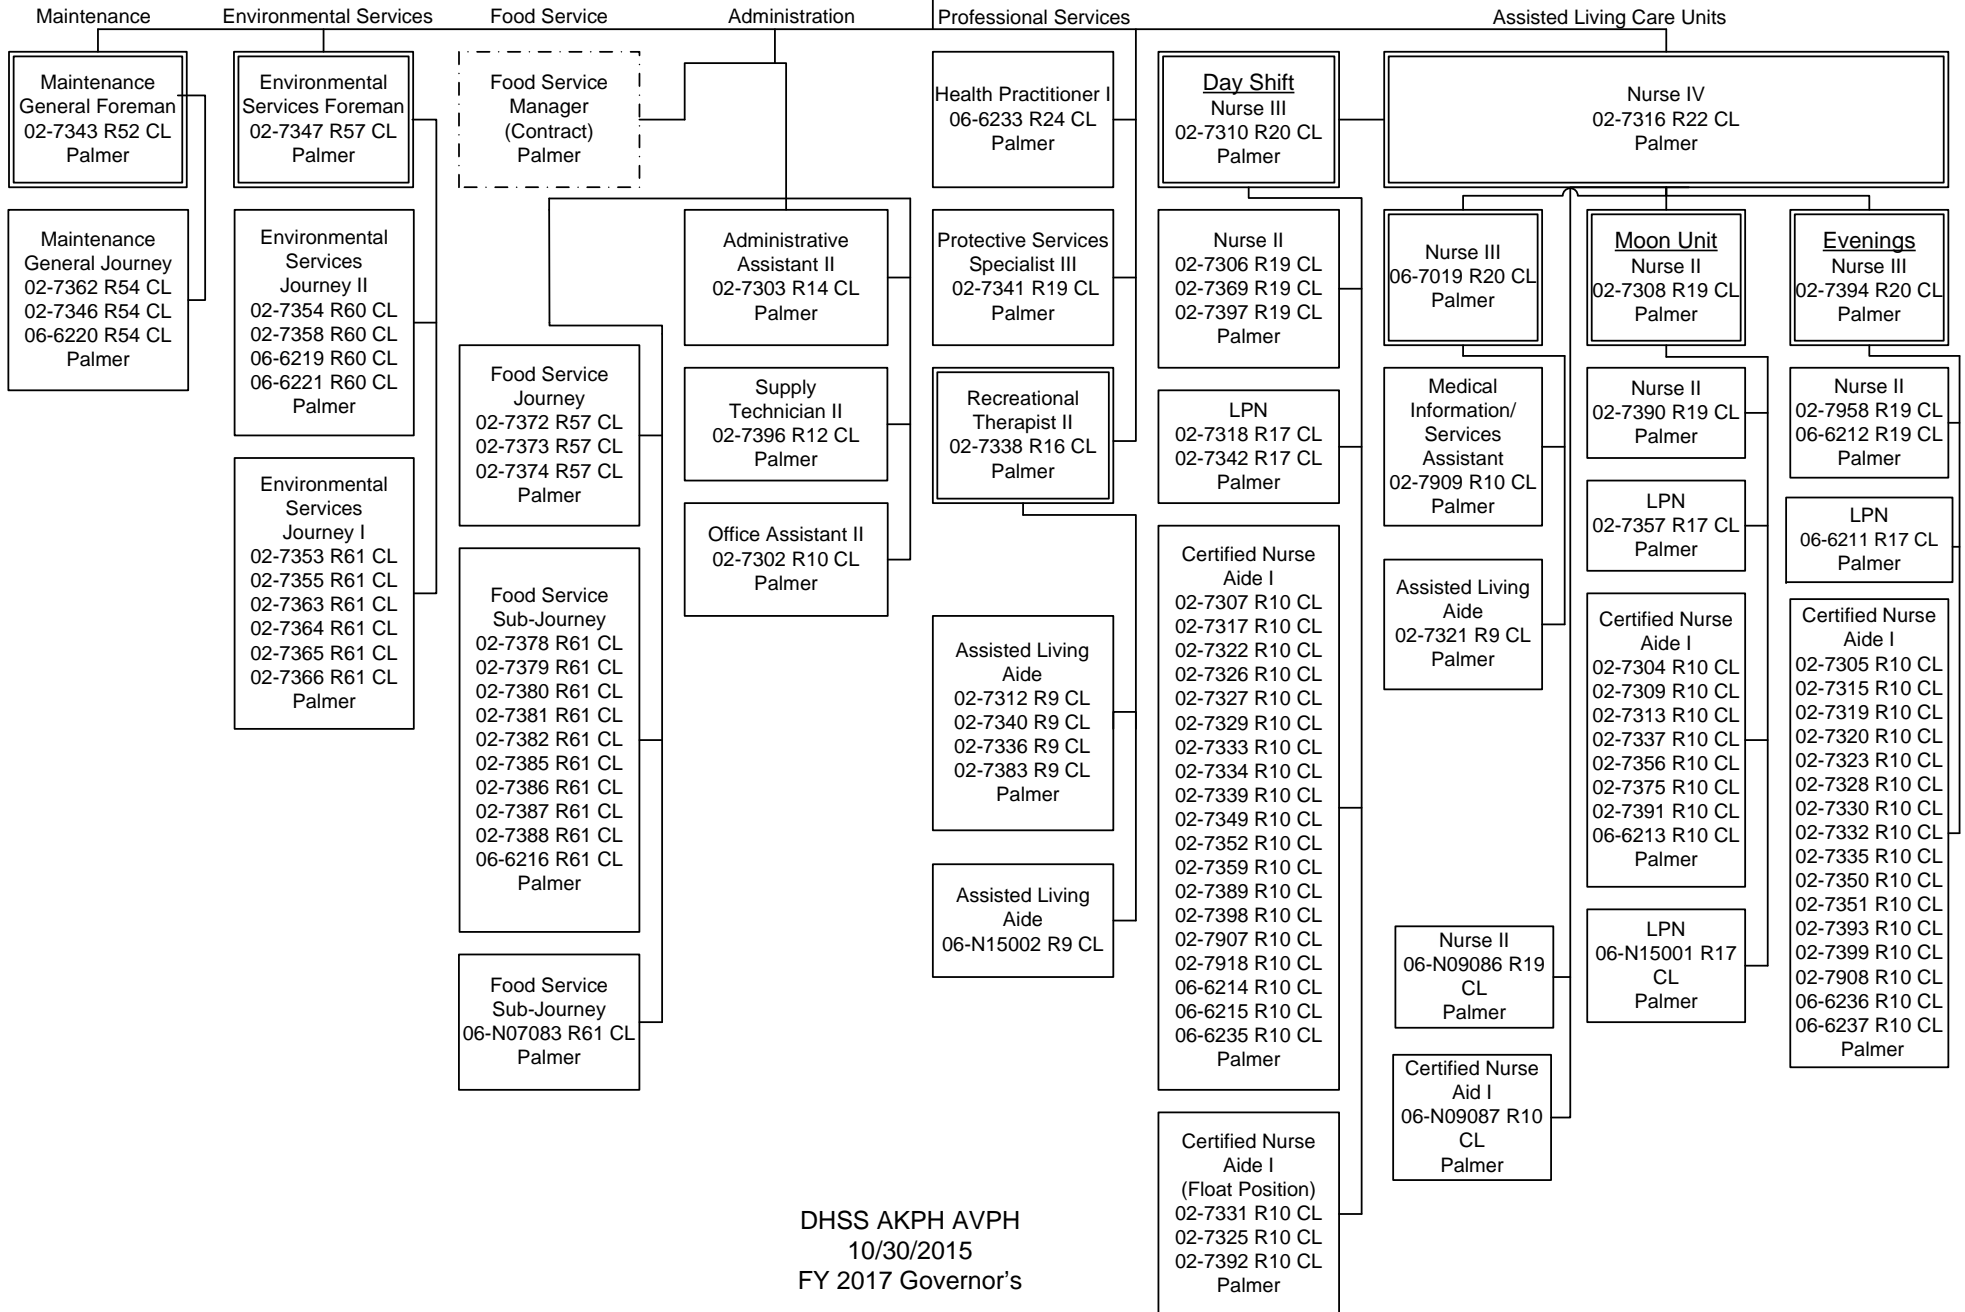 Maintenance
Environmental Services
Food Service
Administration
Professional Services
Assisted Living Care Units
Maintenance
General Foreman
02-7343 R52 CL
Palmer
Maintenance
General Journey
02-7362 R54 CL
02-7346 R54 CL
06-6220 R54 CL
Palmer
Environmental
Services Foreman
02-7347 R57 CL
Palmer
Environmental
Services
Journey II
02-7354 R60 CL
02-7358 R60 CL
06-6219 R60 CL
06-6221 R60 CL
Palmer
Environmental
Services
Journey I
02-7353 R61 CL
02-7355 R61 CL
02-7363 R61 CL
02-7364 R61 CL
02-7365 R61 CL
02-7366 R61 CL
Palmer
Food Service
Manager
(Contract)
Palmer
Food Service
Journey
02-7372 R57 CL
02-7373 R57 CL
02-7374 R57 CL
Palmer
Food Service
Sub-Journey
02-7378 R61 CL
02-7379 R61 CL
02-7380 R61 CL
02-7381 R61 CL
02-7382 R61 CL
02-7385 R61 CL
02-7386 R61 CL
02-7387 R61 CL
02-7388 R61 CL
06-6216 R61 CL
Palmer
Food Service
Sub-Journey
06-N07083 R61 CL
Palmer
Administrative
Assistant II
02-7303 R14 CL
Palmer
Supply
Technician II
02-7396 R12 CL
Palmer
Office Assistant II
02-7302 R10 CL
Palmer
Health Practitioner I
06-6233 R24 CL
Palmer
Protective Services
Specialist III
02-7341 R19 CL
Palmer
Recreational
Therapist II
02-7338 R16 CL
Palmer
Assisted Living
Aide
02-7312 R9 CL
02-7340 R9 CL
02-7336 R9 CL
02-7383 R9 CL
Palmer
Assisted Living
Aide
06-N15002 R9 CL
Day Shift
Nurse III
02-7310 R20 CL
Palmer
Nurse II
02-7306 R19 CL
02-7369 R19 CL
02-7397 R19 CL
Palmer
LPN
02-7318 R17 CL
02-7342 R17 CL
Palmer
Certified Nurse
Aide I
02-7307 R10 CL
02-7317 R10 CL
02-7322 R10 CL
02-7326 R10 CL
02-7327 R10 CL
02-7329 R10 CL
02-7333 R10 CL
02-7334 R10 CL
02-7339 R10 CL
02-7349 R10 CL
02-7352 R10 CL
02-7359 R10 CL
02-7389 R10 CL
02-7398 R10 CL
02-7907 R10 CL
02-7918 R10 CL
06-6214 R10 CL
06-6215 R10 CL
06-6235 R10 CL
Palmer
Certified Nurse
Aide I
(Float Position)
02-7331 R10 CL
02-7325 R10 CL
02-7392 R10 CL
Palmer
Nurse IV
02-7316 R22 CL
Palmer
Nurse III
06-7019 R20 CL
Palmer
Medical
Information/
Services
Assistant
02-7909 R10 CL
Palmer
Assisted Living
Aide
02-7321 R9 CL
Palmer
Nurse II
06-N09086 R19
CL
Palmer
Certified Nurse
Aid I
06-N09087 R10
CL
Palmer
Moon Unit
Nurse II
02-7308 R19 CL
Palmer
Nurse II
02-7390 R19 CL
Palmer
LPN
02-7357 R17 CL
Palmer
Certified Nurse
Aide I
02-7304 R10 CL
02-7309 R10 CL
02-7313 R10 CL
02-7337 R10 CL
02-7356 R10 CL
02-7375 R10 CL
02-7391 R10 CL
06-6213 R10 CL
Palmer
LPN
06-N15001 R17
CL
Palmer
Evenings
Nurse III
02-7394 R20 CL
Palmer
Nurse II
02-7958 R19 CL
06-6212 R19 CL
Palmer
LPN
06-6211 R17 CL
Palmer
Certified Nurse
Aide I
02-7305 R10 CL
02-7315 R10 CL
02-7319 R10 CL
02-7320 R10 CL
02-7323 R10 CL
02-7328 R10 CL
02-7330 R10 CL
02-7332 R10 CL
02-7335 R10 CL
02-7350 R10 CL
02-7351 R10 CL
02-7393 R10 CL
02-7399 R10 CL
02-7908 R10 CL
06-6236 R10 CL
06-6237 R10 CL
Palmer
DHSS AKPH AVPH
10/30/2015
FY 2017 Governor's